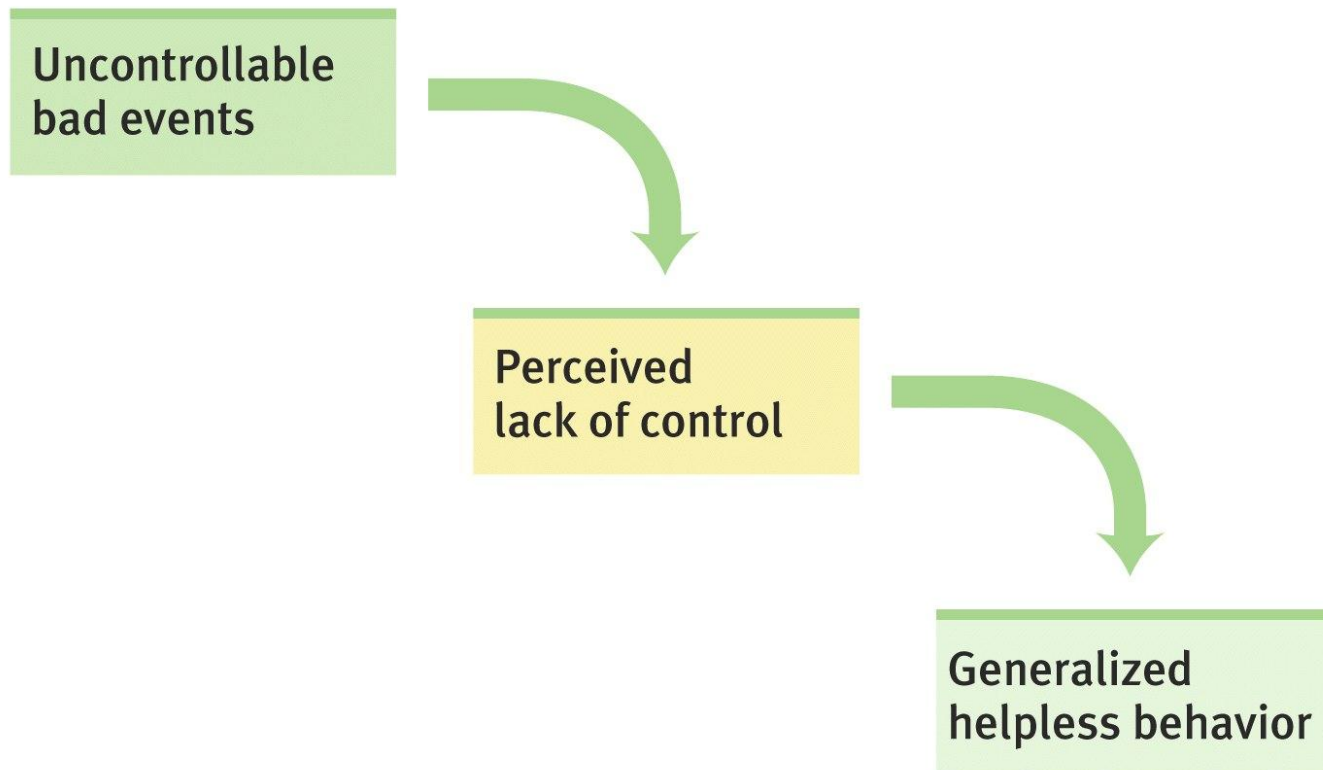 Uncontrollable
bad events
Perceived
lack of control
Generalized
helpless behavior